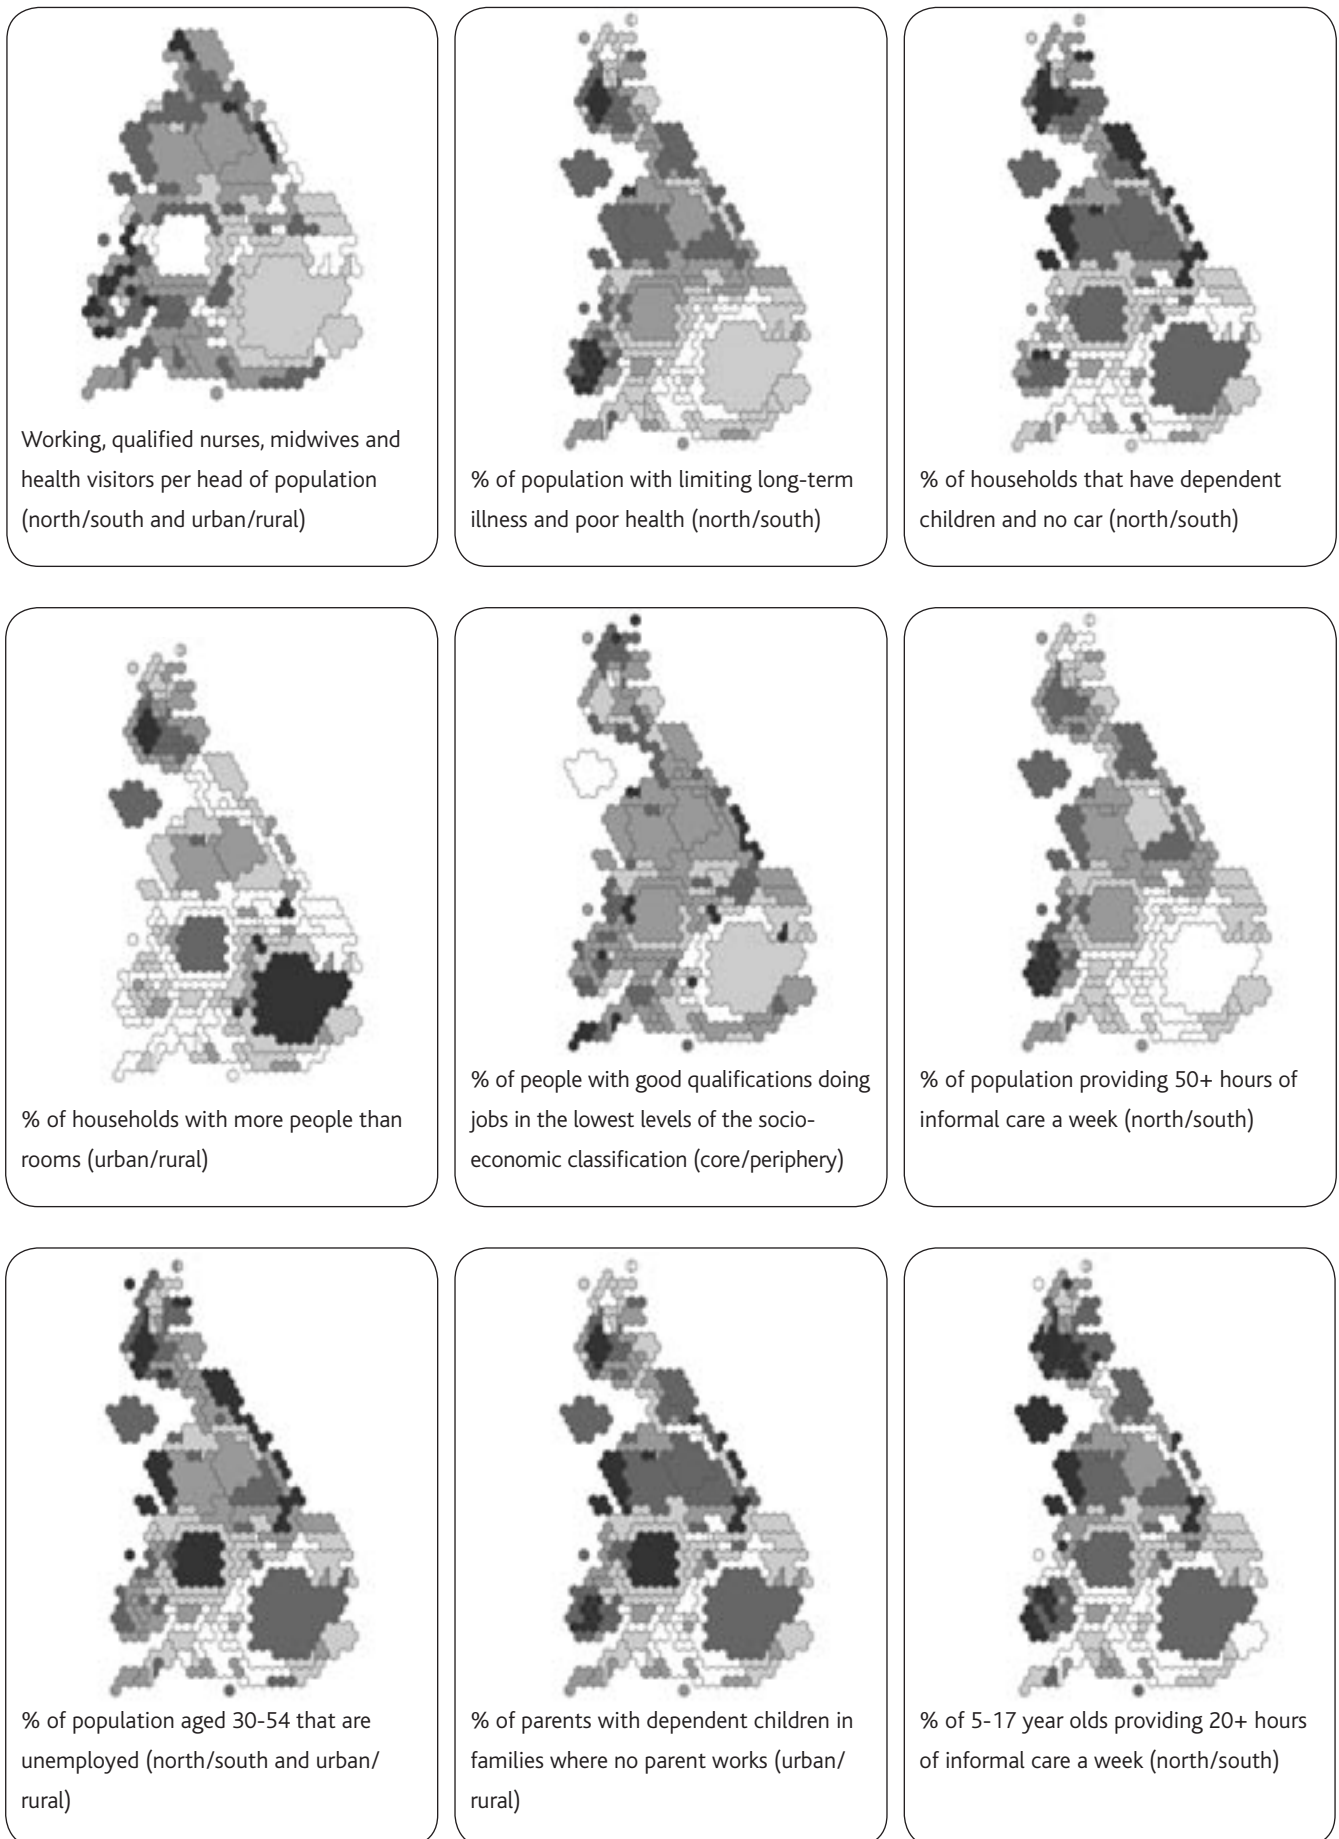 Working, qualified nurses, midwives and
health visitors per head of population
(north/south and urban/rural)
% of population with limiting long-term
illness and poor health (north/south)
% of households that have dependent
children and no car (north/south)
% of households with more people than
rooms (urban/rural)
% of people with good qualifications doing
jobs in the lowest levels of the socio-
economic classification (core/periphery)
% of population providing 50+ hours of
informal care a week (north/south)
% of population aged 30-54 that are
unemployed (north/south and urban/
rural)
% of parents with dependent children in
families where no parent works (urban/
rural)
% of 5-17 year olds providing 20+ hours
of informal care a week (north/south)